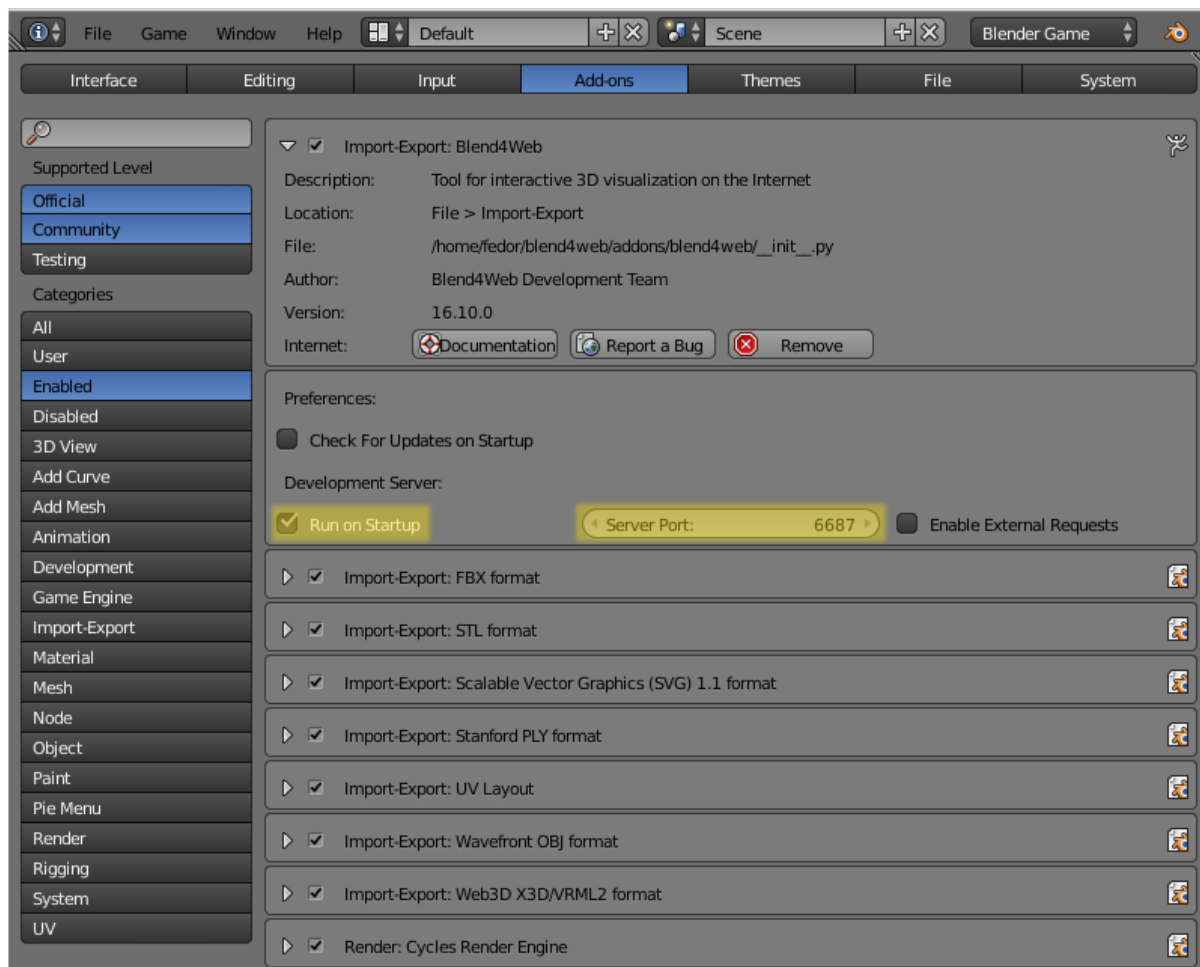 File Game Window Help Default Scene Blender Game
Interface Editing Input Add-ons Themes File System
Supported Level
Official
Community
Testing
Categories
All
User
Enabled
Disabled
3D View
Add Curve
Add Mesh
Animation
Development
Game Engine
Import-Export
Material
Mesh
Node
Object
Paint
Pie Menu
Render
Rigging
System
UV
Import-Export: Blend4Web
Description: Tool for interactive 3D visualization on the Internet
Location: File > Import-Export
File: /home/fedor/blend4web/addons/blend4web/__init__.py
Author: Blend4Web Development Team
Version: 16.10.0
Internet: Documentation Report a Bug Remove
Preferences:
Check For Updates on Startup
Development Server:
Run on Startup Server Port: 6687 Enable External Requests
Import-Export: FBX format
Import-Export: STL format
Import-Export: Scalable Vector Graphics (SVG) 1.1 format
Import-Export: Stanford PLY format
Import-Export: UV Layout
Import-Export: Wavefront OBJ format
Import-Export: Web3D X3D/VRML2 format
Render: Cycles Render Engine